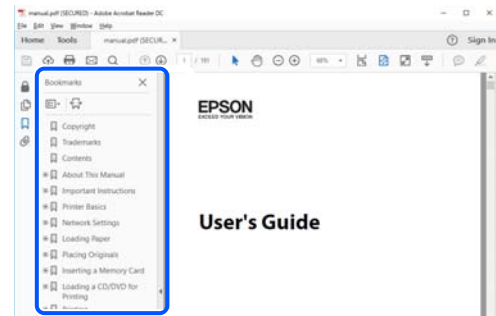 manual.pdf (SECURED) - Adobe Acrobat Reader DC
File Edit View Window Help
Home Tools manual.pdf (SECUR... × Sign In
1 / 191
Bookmarks ×
Copyright
Trademarks
Contents
About This Manual
Important Instructions
Printer Basics
Network Settings
Loading Paper
Placing Originals
Inserting a Memory Card
Loading a CD/DVD for
Printing
EPSON
EXCEED YOUR VISION
User's Guide